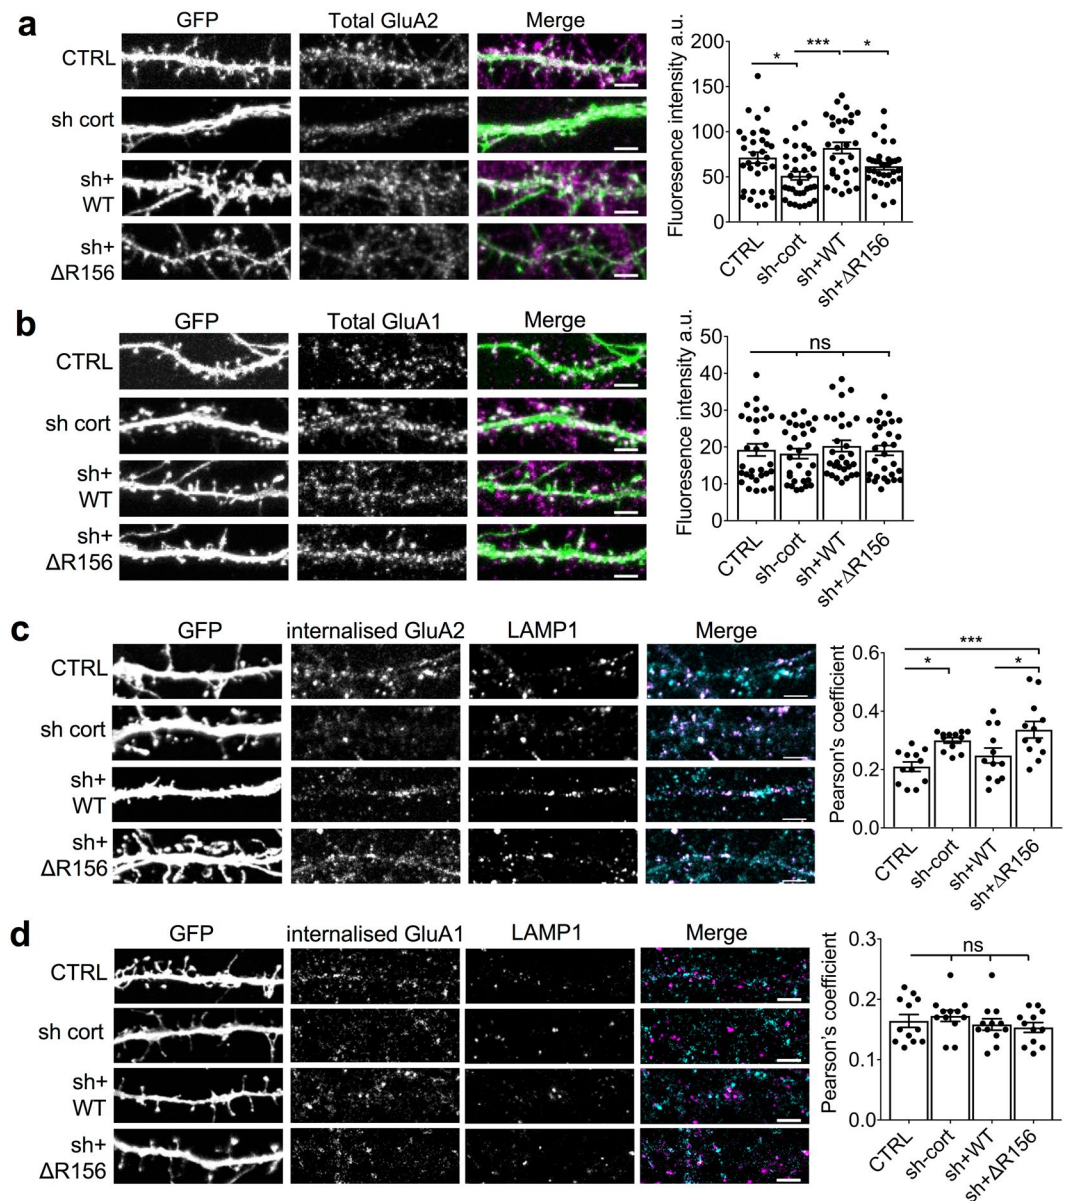 a
GFP Total GluA2 Merge
CTRL
sh cort
sh+
WT
sh+
ΔR156
Fluoresence intensity a.u.
200
150
100
50
0
* *** *
CTRL
sh-cort
sh+WT
sh+ΔR156
b
GFP Total GluA1 Merge
CTRL
sh cort
sh+
WT
sh+
ΔR156
Fluoresence intensity a.u.
50
40
30
20
10
0
ns
CTRL
sh-cort
sh+WT
sh+ΔR156
c
GFP internalised GluA2 LAMP1 Merge
CTRL
sh cort
sh+
WT
sh+
ΔR156
Pearson's coefficient
0.6
0.4
0.2
0.0
***
* *
CTRL
sh-cort
sh+WT
sh+ΔR156
d
GFP internalised GluA1 LAMP1 Merge
CTRL
sh cort
sh+
WT
sh+
ΔR156
Pearson's coefficient
0.3
0.2
0.1
0.0
ns
CTRL
sh-cort
sh+WT
sh+ΔR156